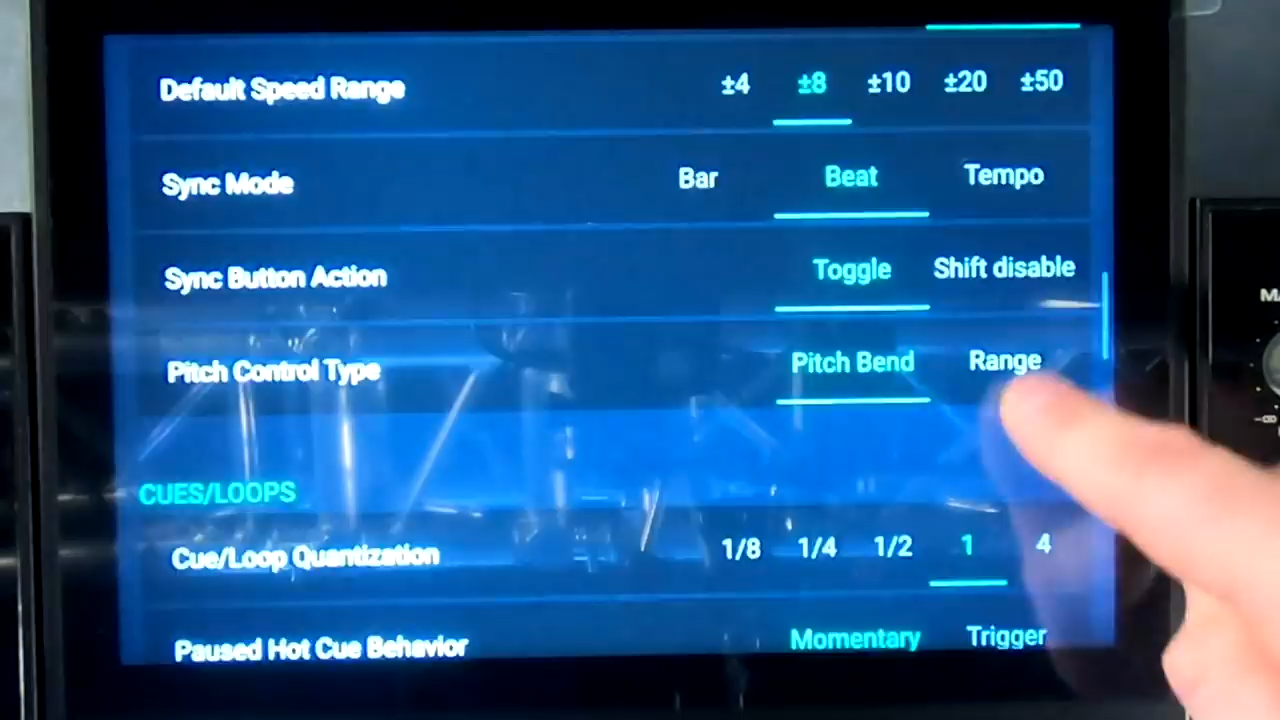 Default Speed Range ±4 ±8 ±10 ±20 ±50
Sync Mode Bar Beat Tempo
Sync Button Action Toggle Shift disable
Pitch Control Type Pitch Bend Range
CUES/LOOPS
Cue/Loop Quantization 1/8 1/4 1/2 1 4
Paused Hot Cue Behavior Momentary Trigger